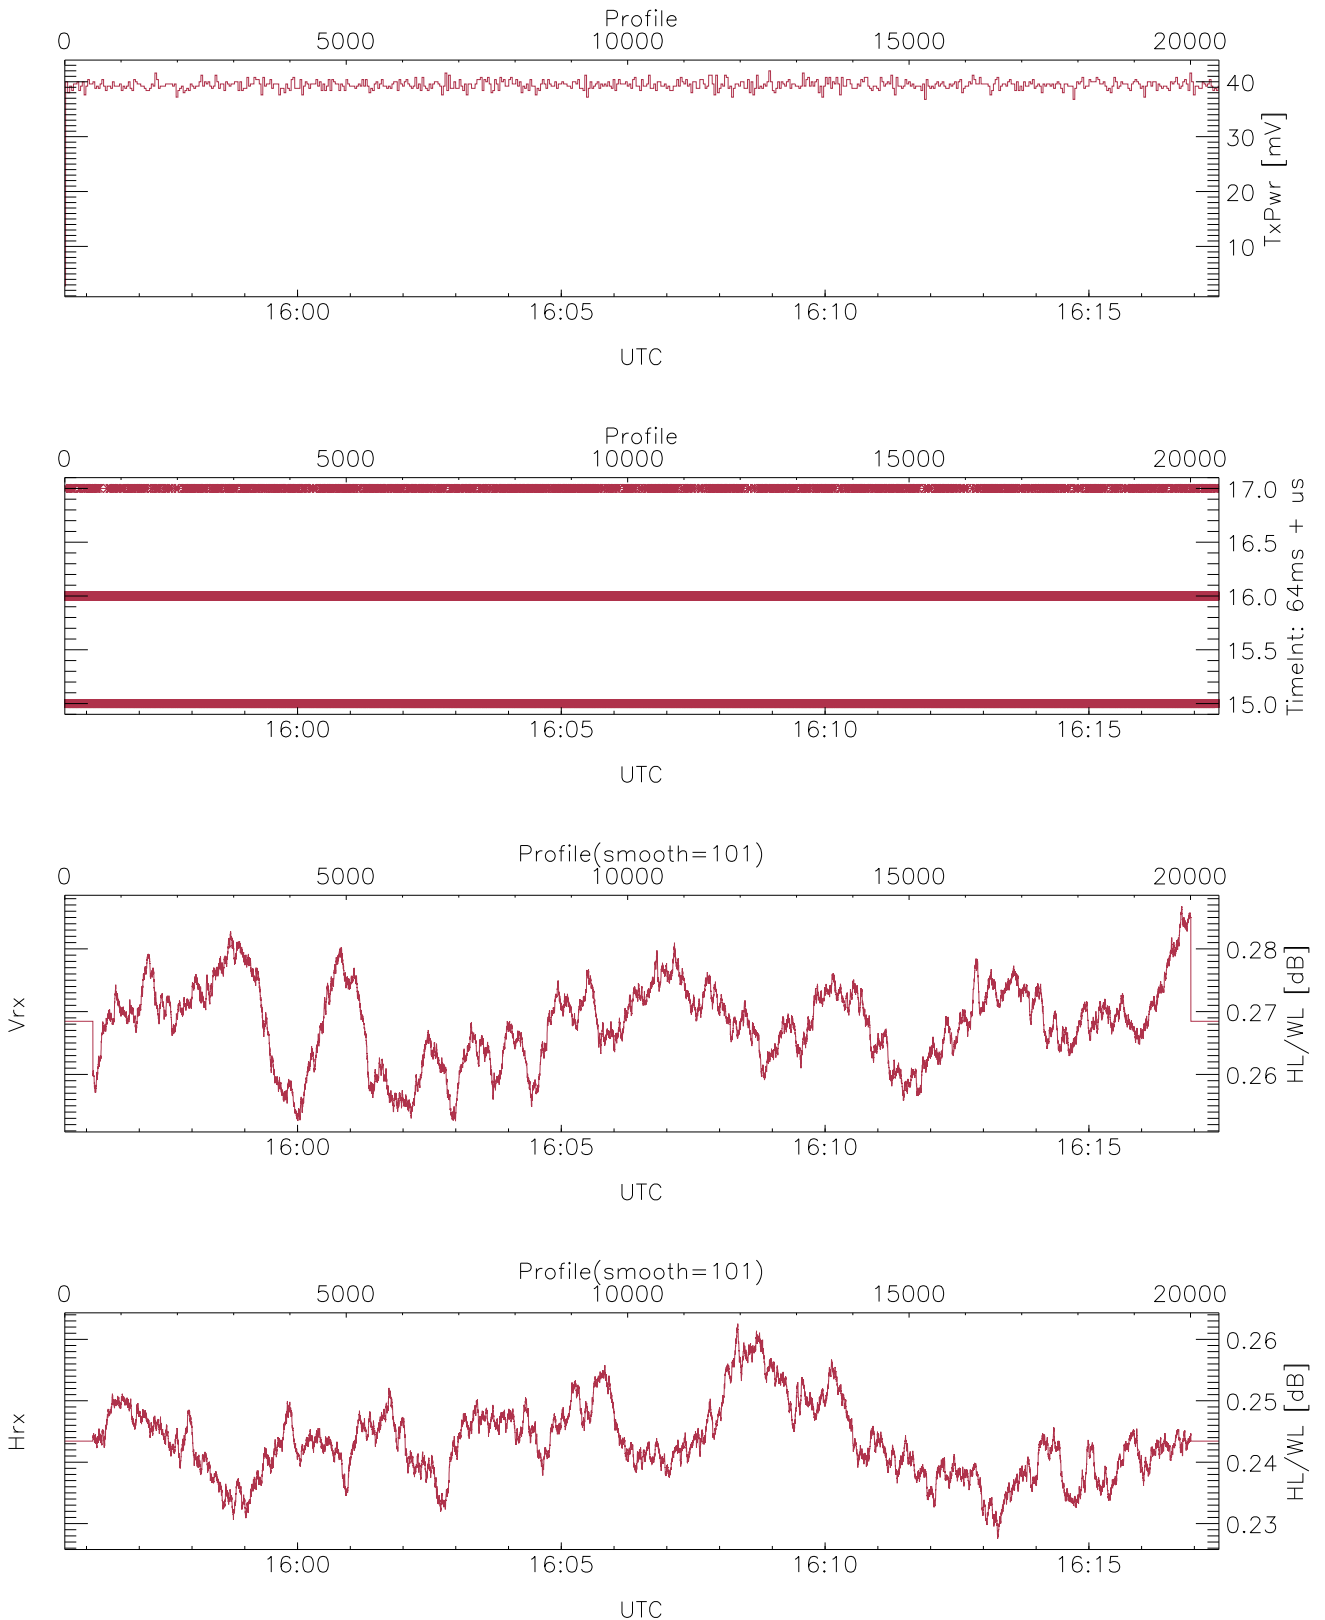 Profile
0 5000 10000 15000 20000
40
30
20
10
TxPwr [mV]
16:00 16:05 16:10 16:15
UTC
Profile
0 5000 10000 15000 20000
17.0
16.5
16.0
15.5
15.0
TimeInt: 64ms + us
16:00 16:05 16:10 16:15
UTC
Profile(smooth=101)
0 5000 10000 15000 20000
Vrx
0.28
0.27
0.26
HL/WL [dB]
16:00 16:05 16:10 16:15
UTC
Profile(smooth=101)
0 5000 10000 15000 20000
Hrx
0.26
0.25
0.24
0.23
HL/WL [dB]
16:00 16:05 16:10 16:15
UTC